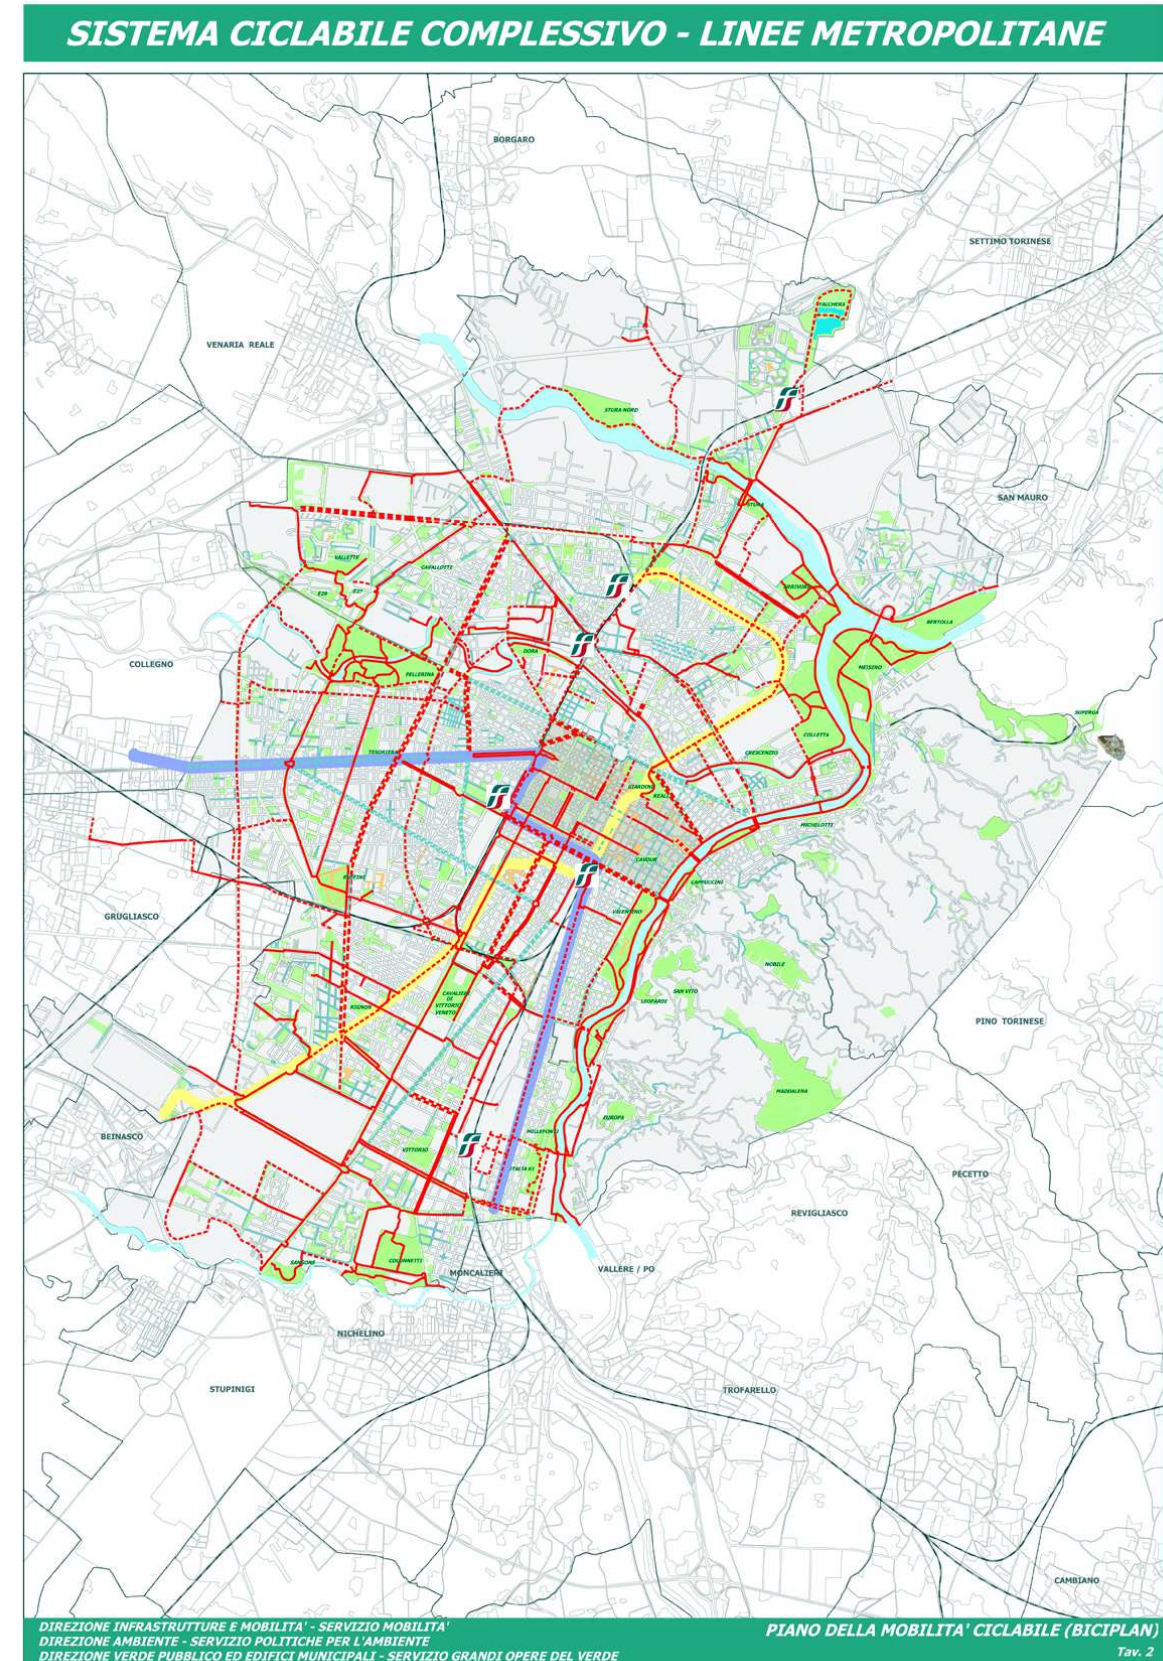 SISTEMA CICLABILE COMPLESSIVO - LINEE METROPOLITANE
BORGARO
SETTIMO TORINESE
FALCHERA
VENARIA REALE
STURA NORD
SAN MAURO
STURA
VALLETTE
CAVALLOTTI
E29
E27
ARRIVORE
BERTOLLA
COLLEGNO
DORA
MEISINO
PELLERINA
SUPERGA
COLLETTA
TESORIERA
CRESCENZIO
GIARDINI
REALI
MICHELOTTI
CAVOUR
RUFFINI
CAPPUCCINI
GRUGLIASCO
VALENTINO
NOBILE
SAN VITO
LEOPARDI
CAVALIERI
DI
VITTORIO
VENETO
RIGNON
PINO TORINESE
MADDALENA
EUROPA
BEINASCO
MILLEFONTI
VITTORIO
ITALIA 61
PECETTO
REVIGLIASCO
SANGONE
COLONNETTI
MONCALIERI
VALLERE / PO
NICHELINO
STUPINIGI
TROFARELLO
CAMBIANO
DIREZIONE INFRASTRUTTURE E MOBILITA' - SERVIZIO MOBILITA'
DIREZIONE AMBIENTE - SERVIZIO POLITICHE PER L'AMBIENTE
DIREZIONE VERDE PUBBLICO ED EDIFICI MUNICIPALI - SERVIZIO GRANDI OPERE DEL VERDE
PIANO DELLA MOBILITA' CICLABILE (BICIPLAN)
Tav. 2